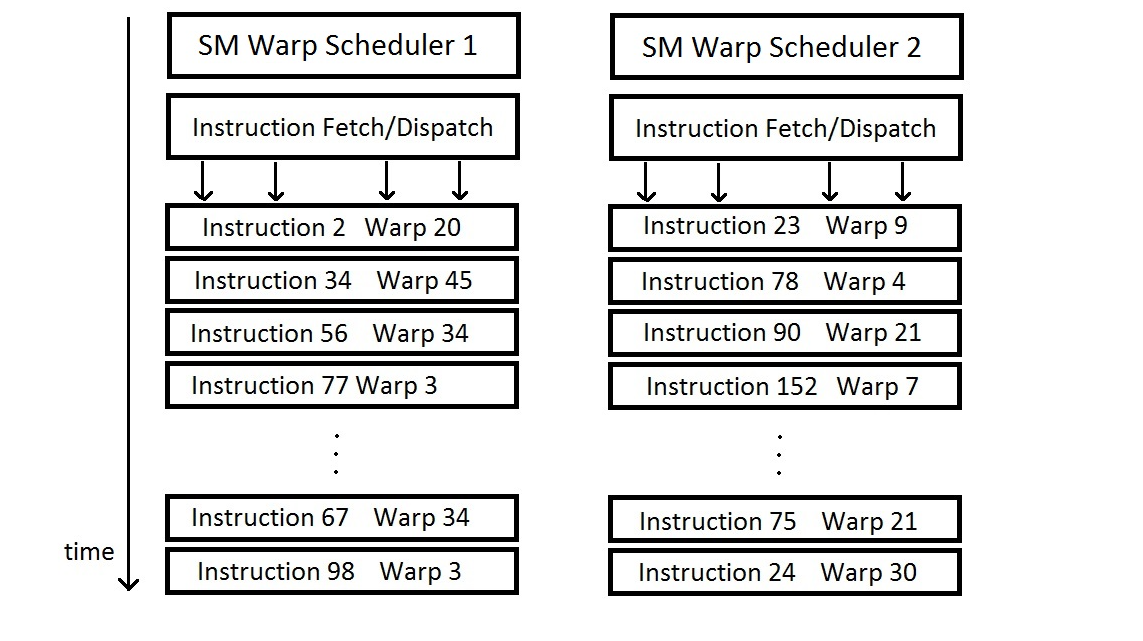 SM Warp Scheduler 1
Instruction Fetch/Dispatch
Instruction 2 Warp 20
Instruction 34 Warp 45
Instruction 56 Warp 34
Instruction 77 Warp 3
Instruction 67 Warp 34
Instruction 98 Warp 3
SM Warp Scheduler 2
Instruction Fetch/Dispatch
Instruction 23 Warp 9
Instruction 78 Warp 4
Instruction 90 Warp 21
Instruction 152 Warp 7
Instruction 75 Warp 21
Instruction 24 Warp 30
time